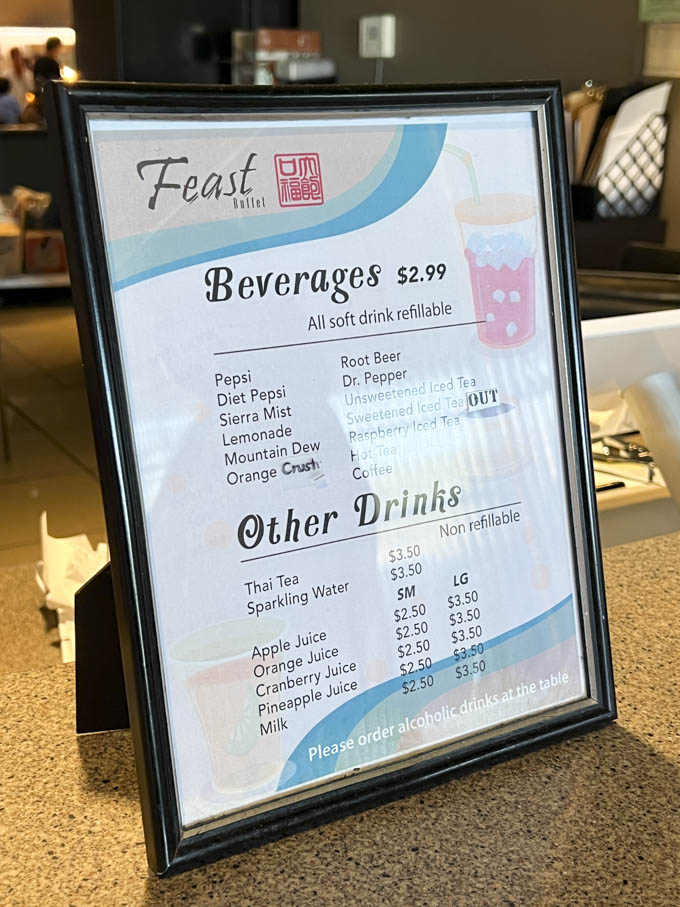 Feast
Buffet
口大福飽
Beverages $2.99
All soft drink refillable
Pepsi
Diet Pepsi
Sierra Mist
Lemonade
Mountain Dew
Orange Crush
Root Beer
Dr. Pepper
Unsweetened Iced Tea
Sweetened Iced Tea OUT
Raspberry Iced Tea
Hot Tea
Coffee
Other Drinks
Non refillable
Thai Tea $3.50
Sparkling Water $3.50
SM LG
Apple Juice $2.50 $3.50
Orange Juice $2.50 $3.50
Cranberry Juice $2.50 $3.50
Pineapple Juice $2.50 $3.50
Milk $2.50 $3.50
Please order alcoholic drinks at the table